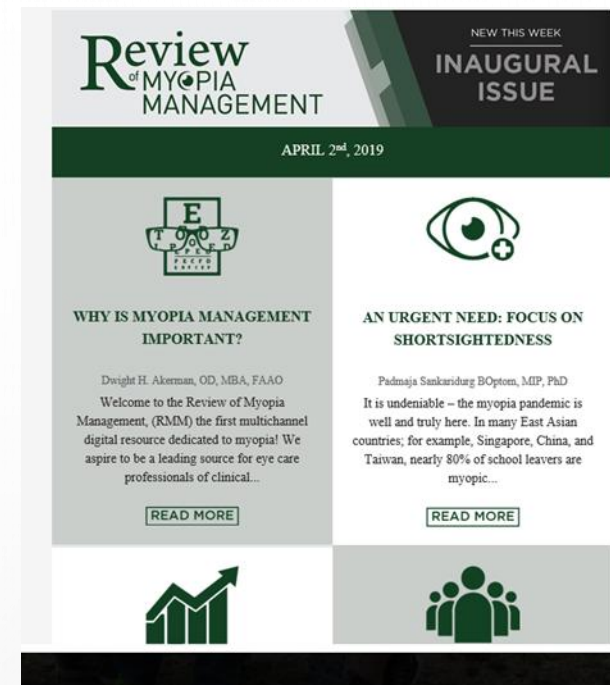 Review
of MYOPIA
MANAGEMENT
NEW THIS WEEK
INAUGURAL
ISSUE
APRIL 2nd, 2019
E
T O O Z
L P E D
P E C F D
E D F C Z P
WHY IS MYOPIA MANAGEMENT
IMPORTANT?
Dwight H. Akerman, OD, MBA, FAAO
Welcome to the Review of Myopia
Management, (RMM) the first multichannel
digital resource dedicated to myopia! We
aspire to be a leading source for eye care
professionals of clinical...
READ MORE
AN URGENT NEED: FOCUS ON
SHORTSIGHTEDNESS
Padmaja Sankaridurg BOptom, MIP, PhD
It is undeniable – the myopia pandemic is
well and truly here. In many East Asian
countries; for example, Singapore, China, and
Taiwan, nearly 80% of school leavers are
myopic...
READ MORE